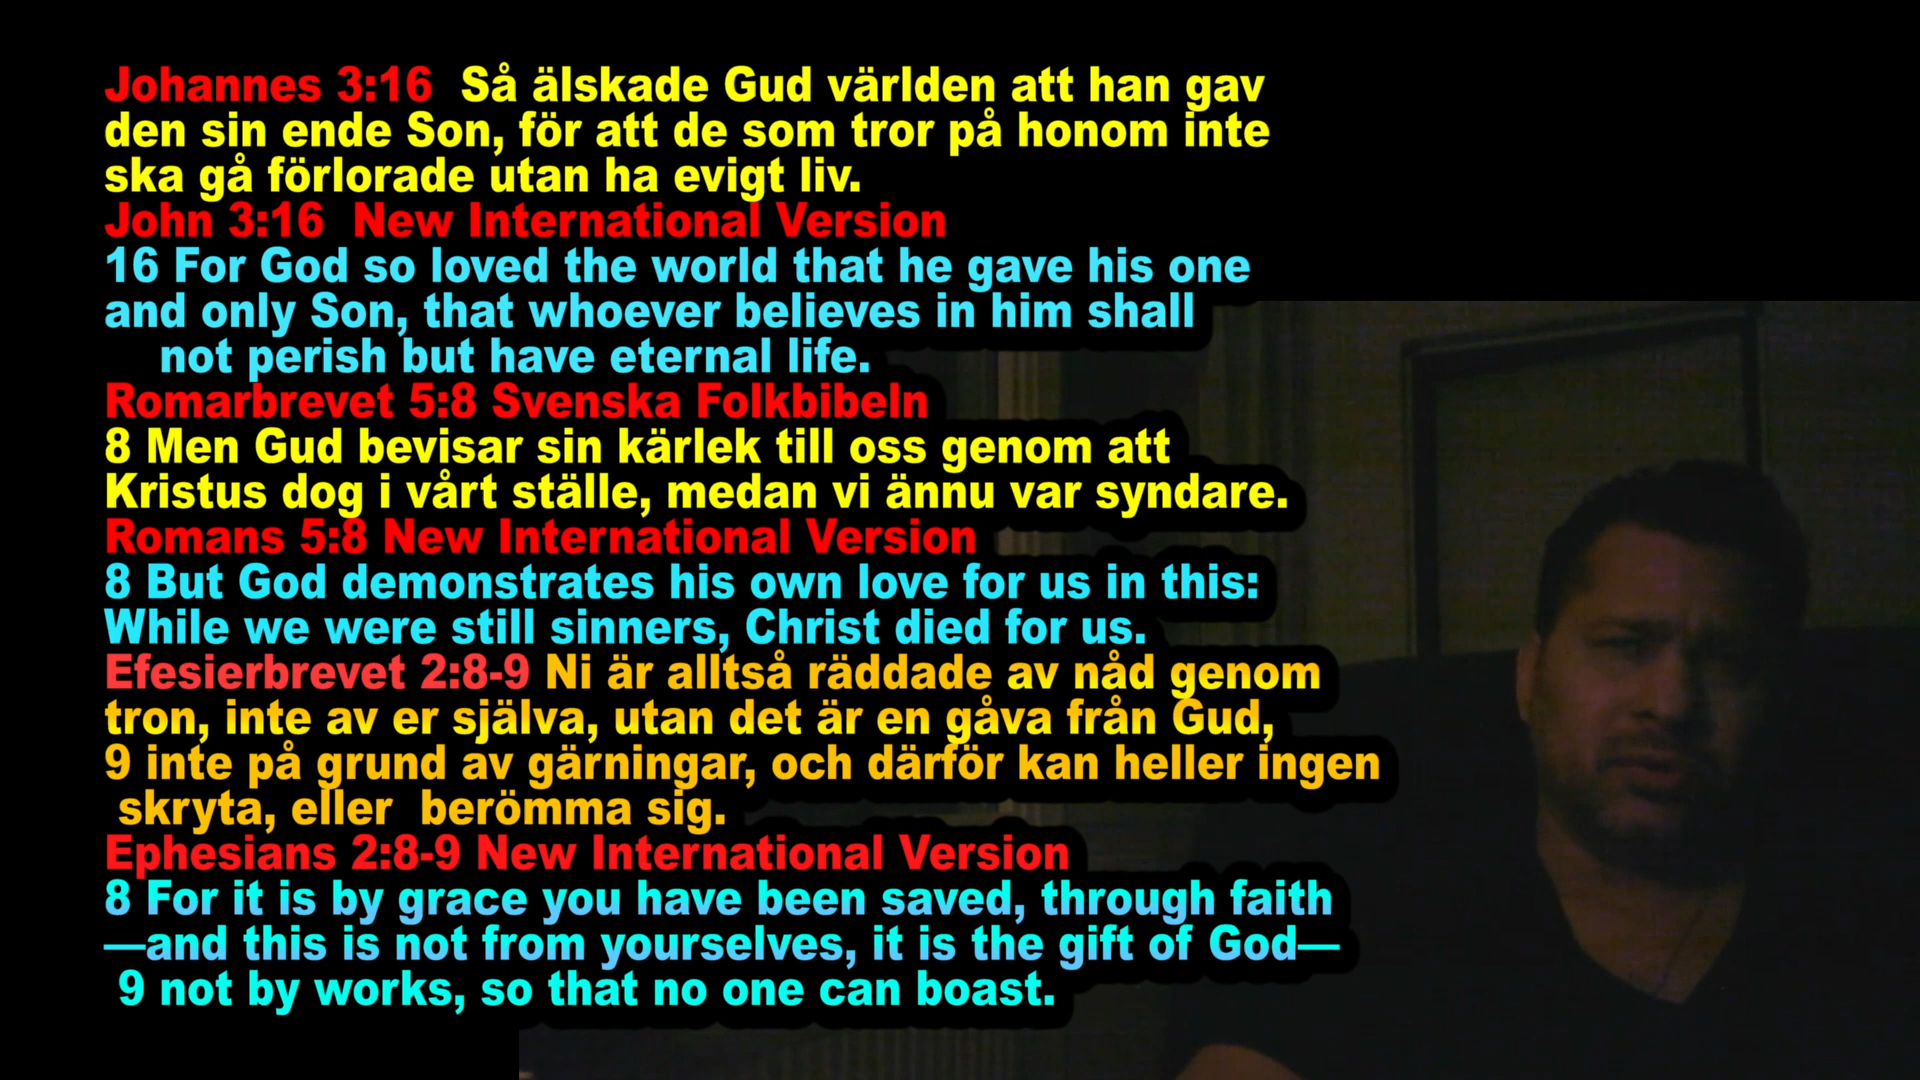 Johannes 3:16  Så älskade Gud världen att han gav
den sin ende Son, för att de som tror på honom inte
ska gå förlorade utan ha evigt liv.
John 3:16  New International Version
16 For God so loved the world that he gave his one
and only Son, that whoever believes in him shall
not perish but have eternal life.
Romarbrevet 5:8 Svenska Folkbibeln
8 Men Gud bevisar sin kärlek till oss genom att
Kristus dog i vårt ställe, medan vi ännu var syndare.
Romans 5:8 New International Version
8 But God demonstrates his own love for us in this:
While we were still sinners, Christ died for us.
Efesierbrevet 2:8-9 Ni är alltså räddade av nåd genom
tron, inte av er själva, utan det är en gåva från Gud,
9 inte på grund av gärningar, och därför kan heller ingen
skryta, eller  berömma sig.
Ephesians 2:8-9 New International Version
8 For it is by grace you have been saved, through faith
—and this is not from yourselves, it is the gift of God—
9 not by works, so that no one can boast.